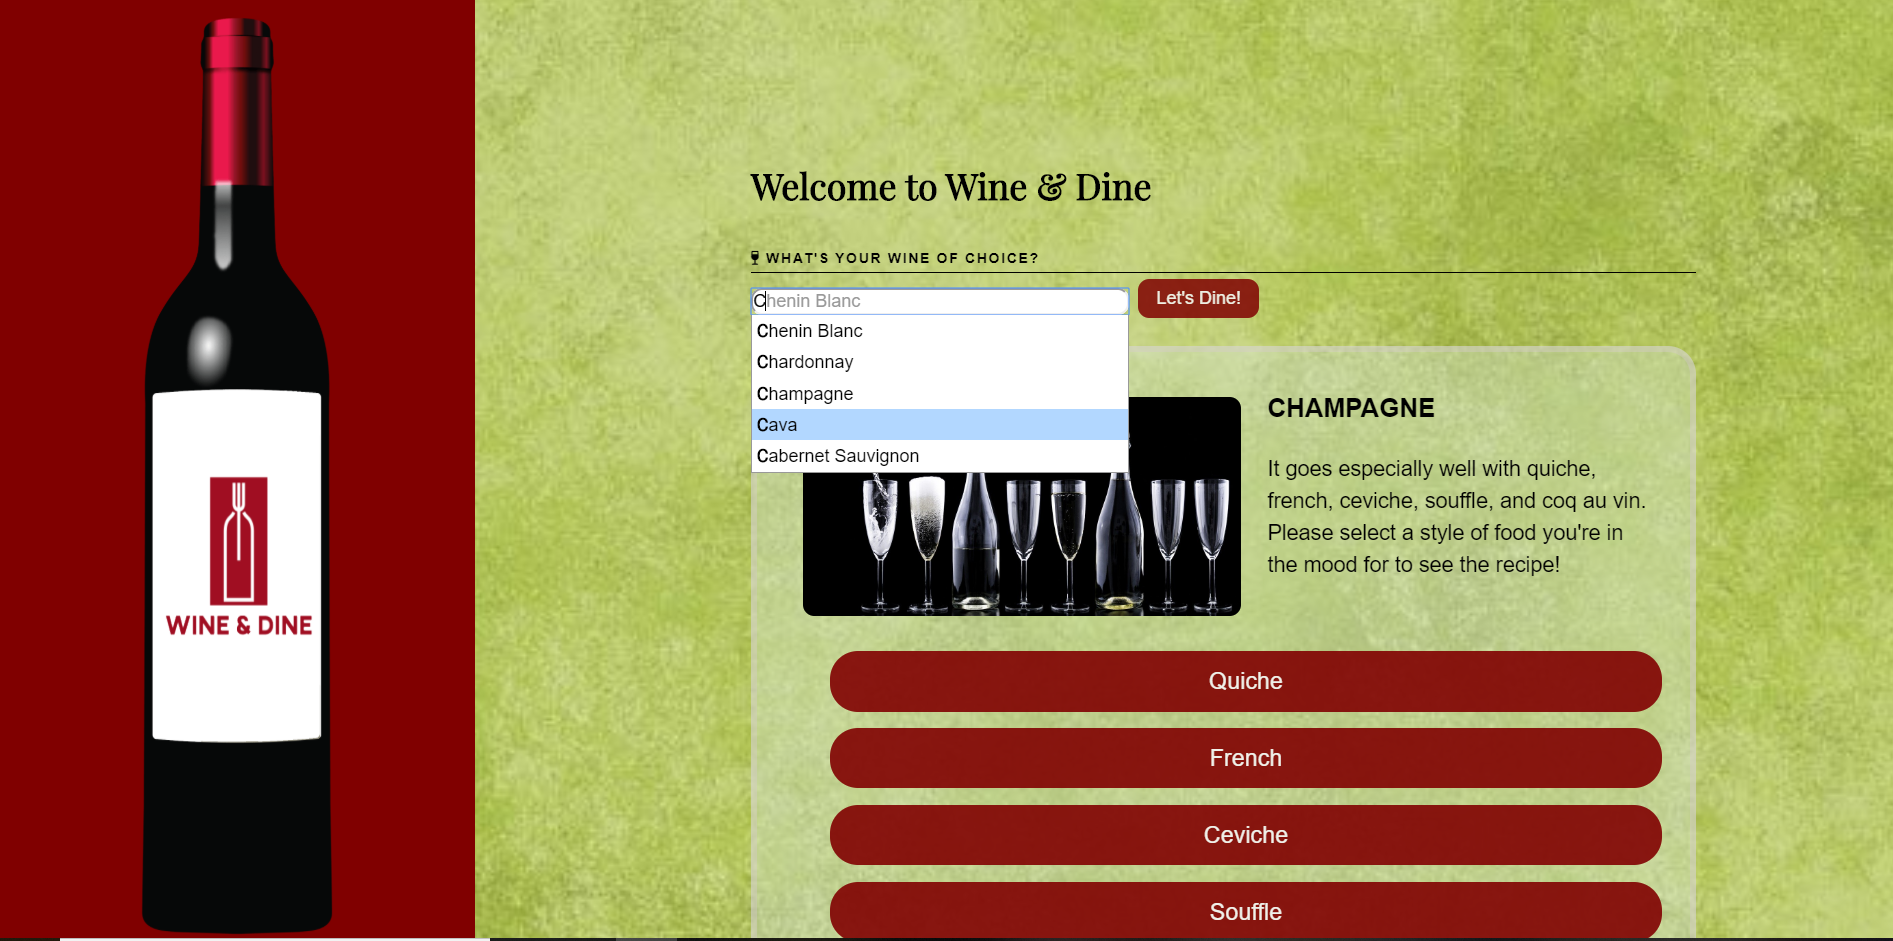 WINE & DINE
Welcome to Wine & Dine
WHAT'S YOUR WINE OF CHOICE?
Chenin Blanc
Let's Dine!
Chenin Blanc
Chardonnay
Champagne
Cava
Cabernet Sauvignon
CHAMPAGNE
It goes especially well with quiche,
french, ceviche, souffle, and coq au vin.
Please select a style of food you're in
the mood for to see the recipe!
Quiche
French
Ceviche
Souffle